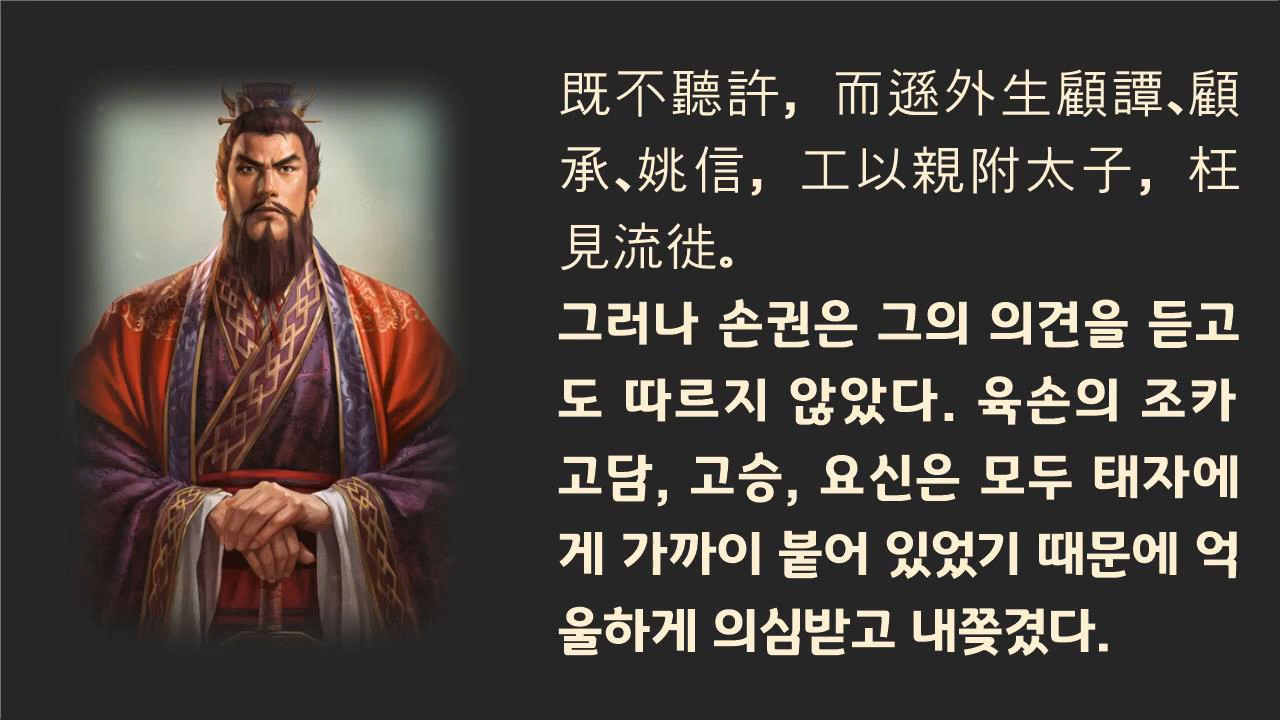 既不聽許，而遜外生顧譚、顧
承、姚信，工以親附太子，枉
見流徙。
그러나 손권은 그의 의견을 듣고
도 따르지 않았다. 육손의 조카
고담, 고승, 요신은 모두 태자에
게 가까이 붙어 있었기 때문에 억
울하게 의심받고 내쫓겼다.